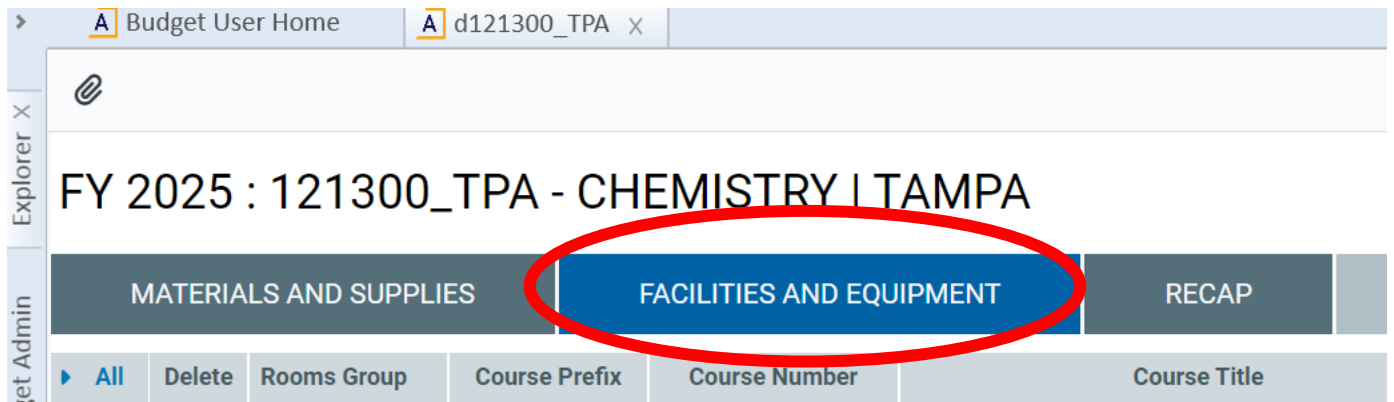 A Budget User Home A d121300_TPA X
Explorer X
FY 2025 : 121300_TPA - CHEMISTRY | TAMPA
MATERIALS AND SUPPLIES FACILITIES AND EQUIPMENT RECAP
Admin
All Delete Rooms Group Course Prefix Course Number Course Title